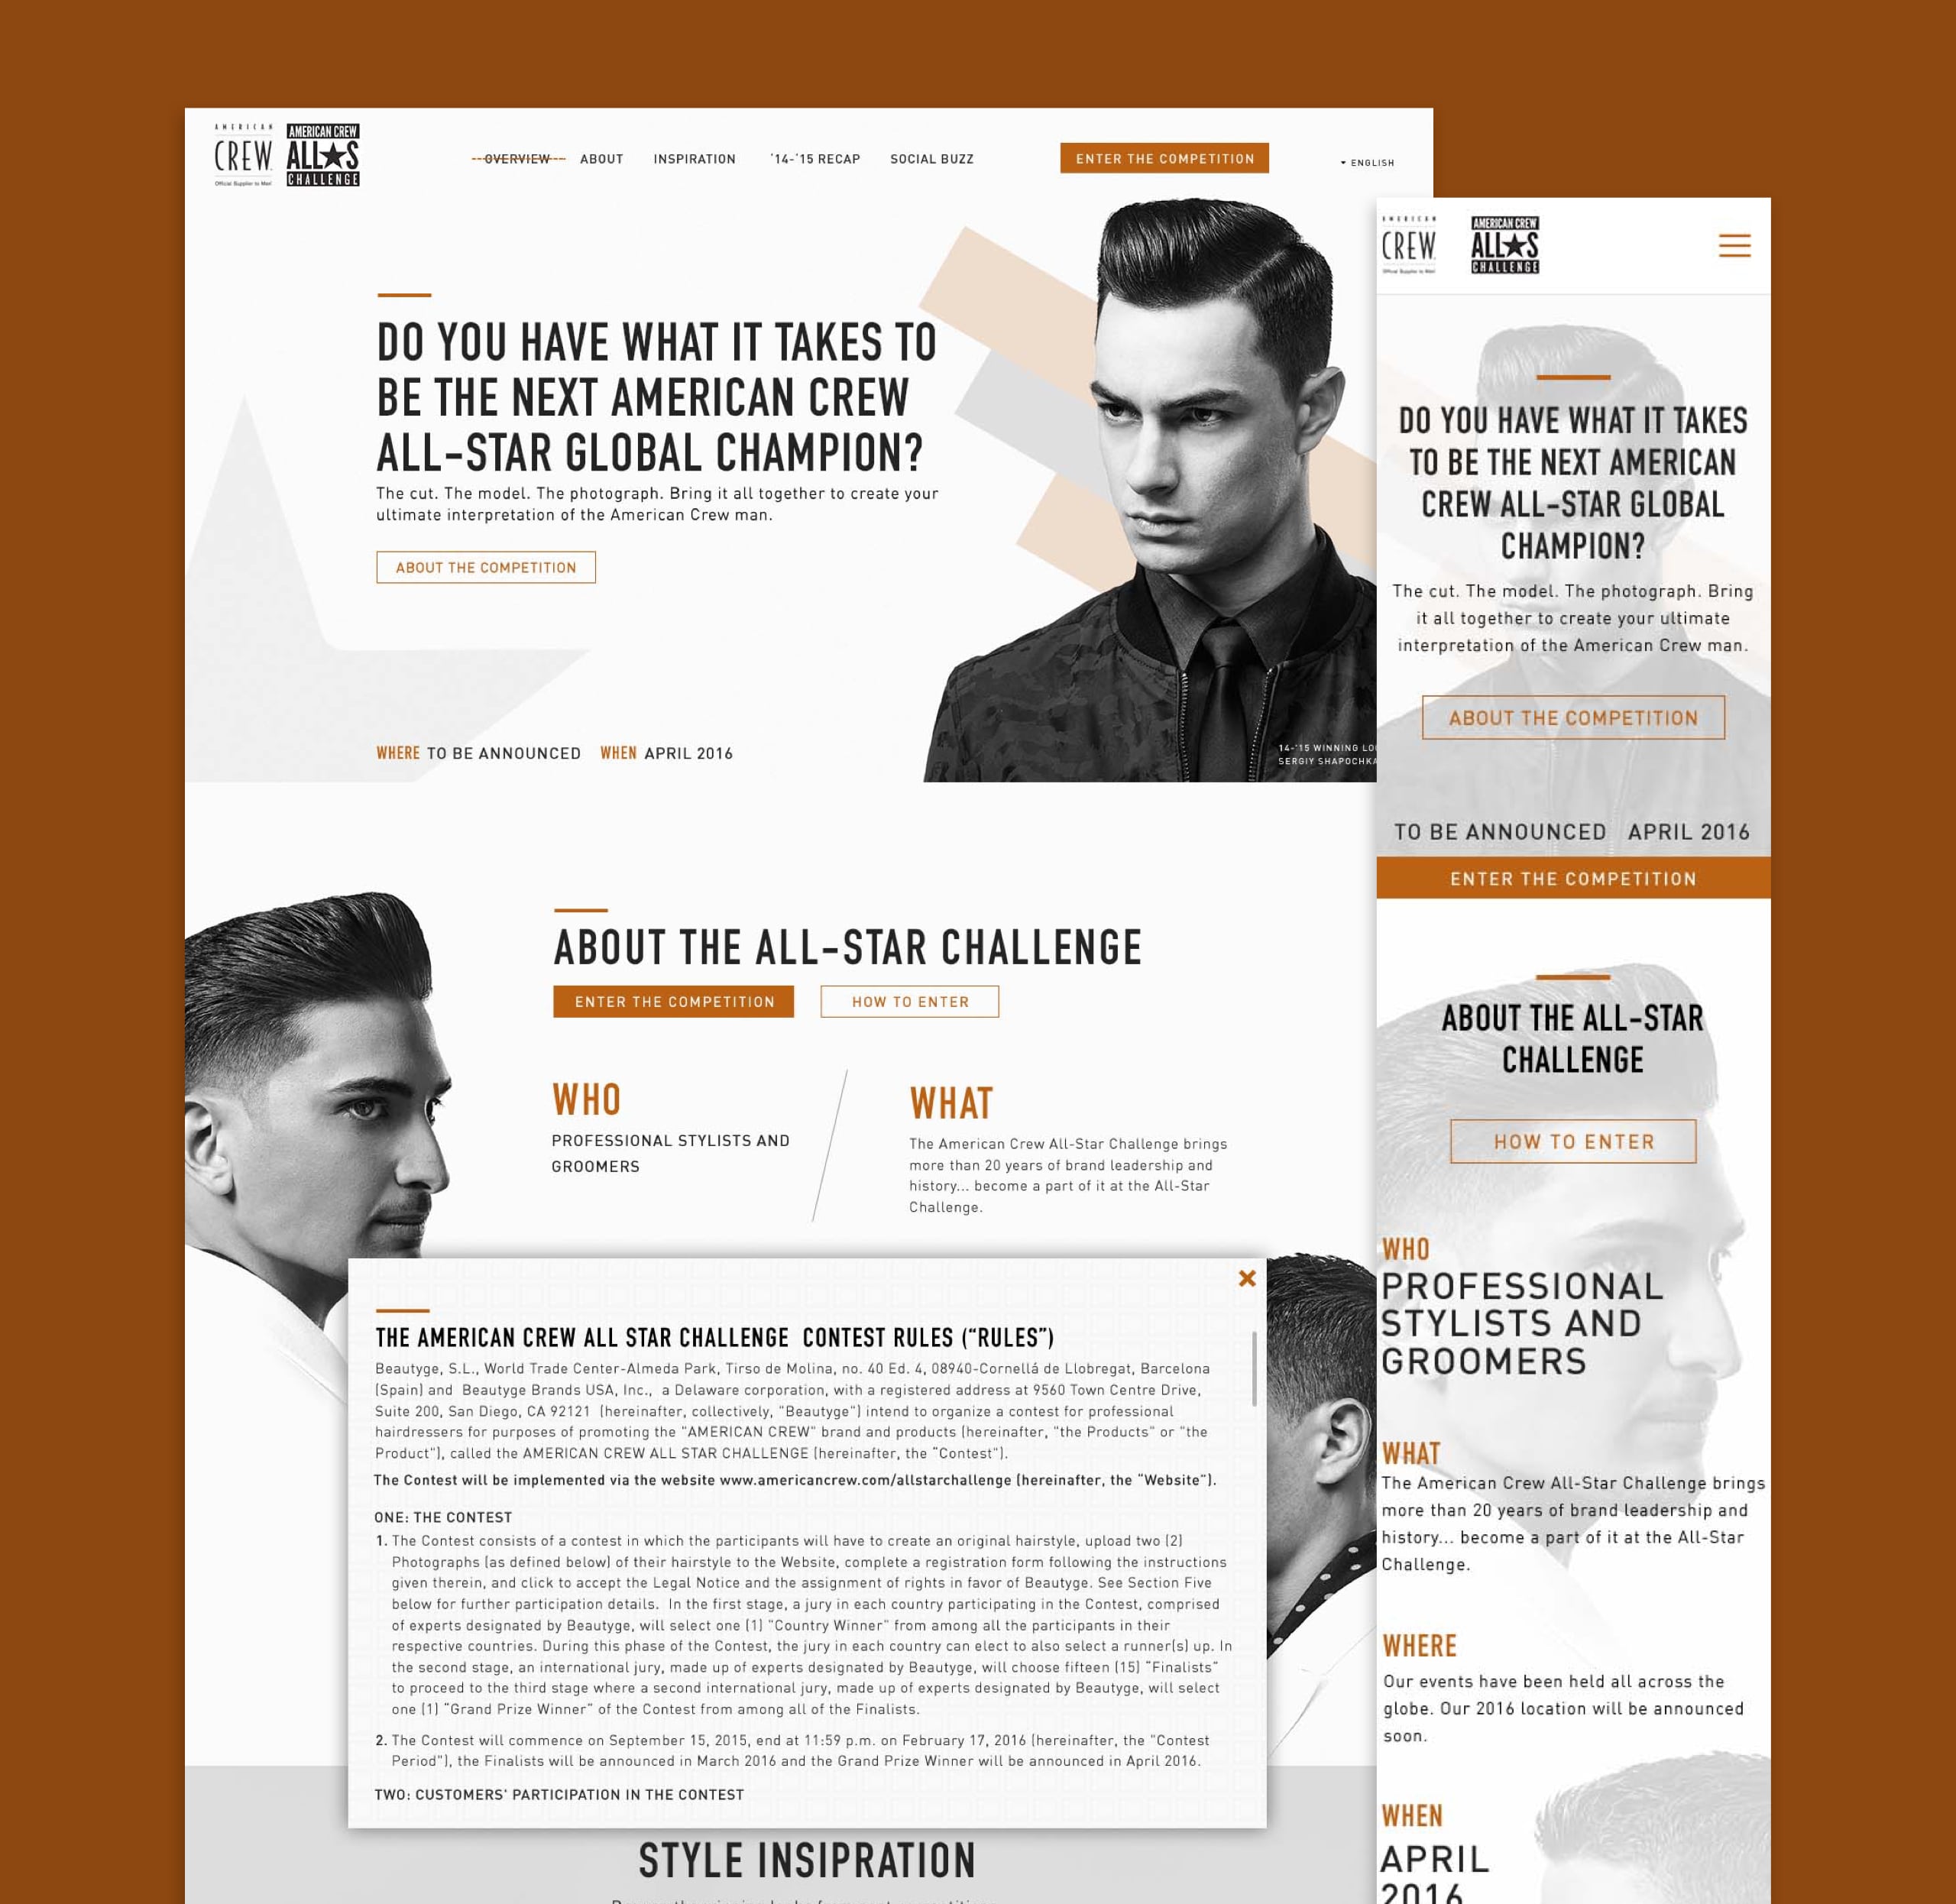 AMERICAN
CREW
Official Supplier to Men
AMERICAN CREW
ALL★S
CHALLENGE
OVERVIEW
ABOUT
INSPIRATION
'14-'15 RECAP
SOCIAL BUZZ
ENTER THE COMPETITION
ENGLISH
DO YOU HAVE WHAT IT TAKES TO
BE THE NEXT AMERICAN CREW
ALL-STAR GLOBAL CHAMPION?
The cut. The model. The photograph. Bring it all together to create your
ultimate interpretation of the American Crew man.
ABOUT THE COMPETITION
WHERE TO BE ANNOUNCED WHEN APRIL 2016
14-'15 WINNING
SERGIY
ABOUT THE ALL-STAR CHALLENGE
ENTER THE COMPETITION
HOW TO ENTER
WHO
PROFESSIONAL STYLISTS AND
GROOMERS
WHAT
The American Crew All-Star Challenge brings
more than 20 years of brand leadership and
history... become a part of it at the All-Star
Challenge.
THE AMERICAN CREW ALL STAR CHALLENGE CONTEST RULES (“RULES”)
Beautyge, S.L., World Trade Center-Almeda Park, Tirso de Molina, no. 40 Ed. 4, 08940-Cornellá de Llobregat, Barcelona
(Spain) and Beautyge Brands USA, Inc., a Delaware corporation, with a registered address at 9560 Town Centre Drive,
Suite 200, San Diego, CA 92121 (hereinafter, collectively, "Beautyge") intend to organize a contest for professional
hairdressers for purposes of promoting the "AMERICAN CREW" brand and products (hereinafter, "the Products" or "the
Product"), called the AMERICAN CREW ALL STAR CHALLENGE (hereinafter, the “Contest").
The Contest will be implemented via the website www.americancrew.com/allstarchallenge (hereinafter, the “Website").
ONE: THE CONTEST
1. The Contest consists of a contest in which the participants will have to create an original hairstyle, upload two (2)
Photographs (as defined below) of their hairstyle to the Website, complete a registration form following the instructions
given therein, and click to accept the Legal Notice and the assignment of rights in favor of Beautyge. See Section Five
below for further participation details. In the first stage, a jury in each country participating in the Contest, comprised
of experts designated by Beautyge, will select one (1) "Country Winner" from among all the participants in their
respective countries. During this phase of the Contest, the jury in each country can elect to also select a runner(s) up. In
the second stage, an international jury, made up of experts designated by Beautyge, will choose fifteen (15) “Finalists”
to proceed to the third stage where a second international jury, made up of experts designated by Beautyge, will select
one (1) “Grand Prize Winner” of the Contest from among all of the Finalists.
2. The Contest will commence on September 15, 2015, end at 11:59 p.m. on February 17, 2016 (hereinafter, the "Contest
Period"), the Finalists will be announced in March 2016 and the Grand Prize Winner will be announced in April 2016.
TWO: CUSTOMERS' PARTICIPATION IN THE CONTEST
STYLE INSIPRATION
AMERICAN
CREW
Official Supplier to Men
AMERICAN CREW
ALL★S
CHALLENGE
DO YOU HAVE WHAT IT TAKES
TO BE THE NEXT AMERICAN
CREW ALL-STAR GLOBAL
CHAMPION?
The cut. The model. The photograph. Bring
it all together to create your ultimate
interpretation of the American Crew man.
ABOUT THE COMPETITION
TO BE ANNOUNCED APRIL 2016
ENTER THE COMPETITION
ABOUT THE ALL-STAR
CHALLENGE
HOW TO ENTER
WHO
PROFESSIONAL
STYLISTS AND
GROOMERS
WHAT
The American Crew All-Star Challenge brings
more than 20 years of brand leadership and
history... become a part of it at the All-Star
Challenge.
WHERE
Our events have been held all across the
globe. Our 2016 location will be announced
soon.
WHEN
APRIL
2016